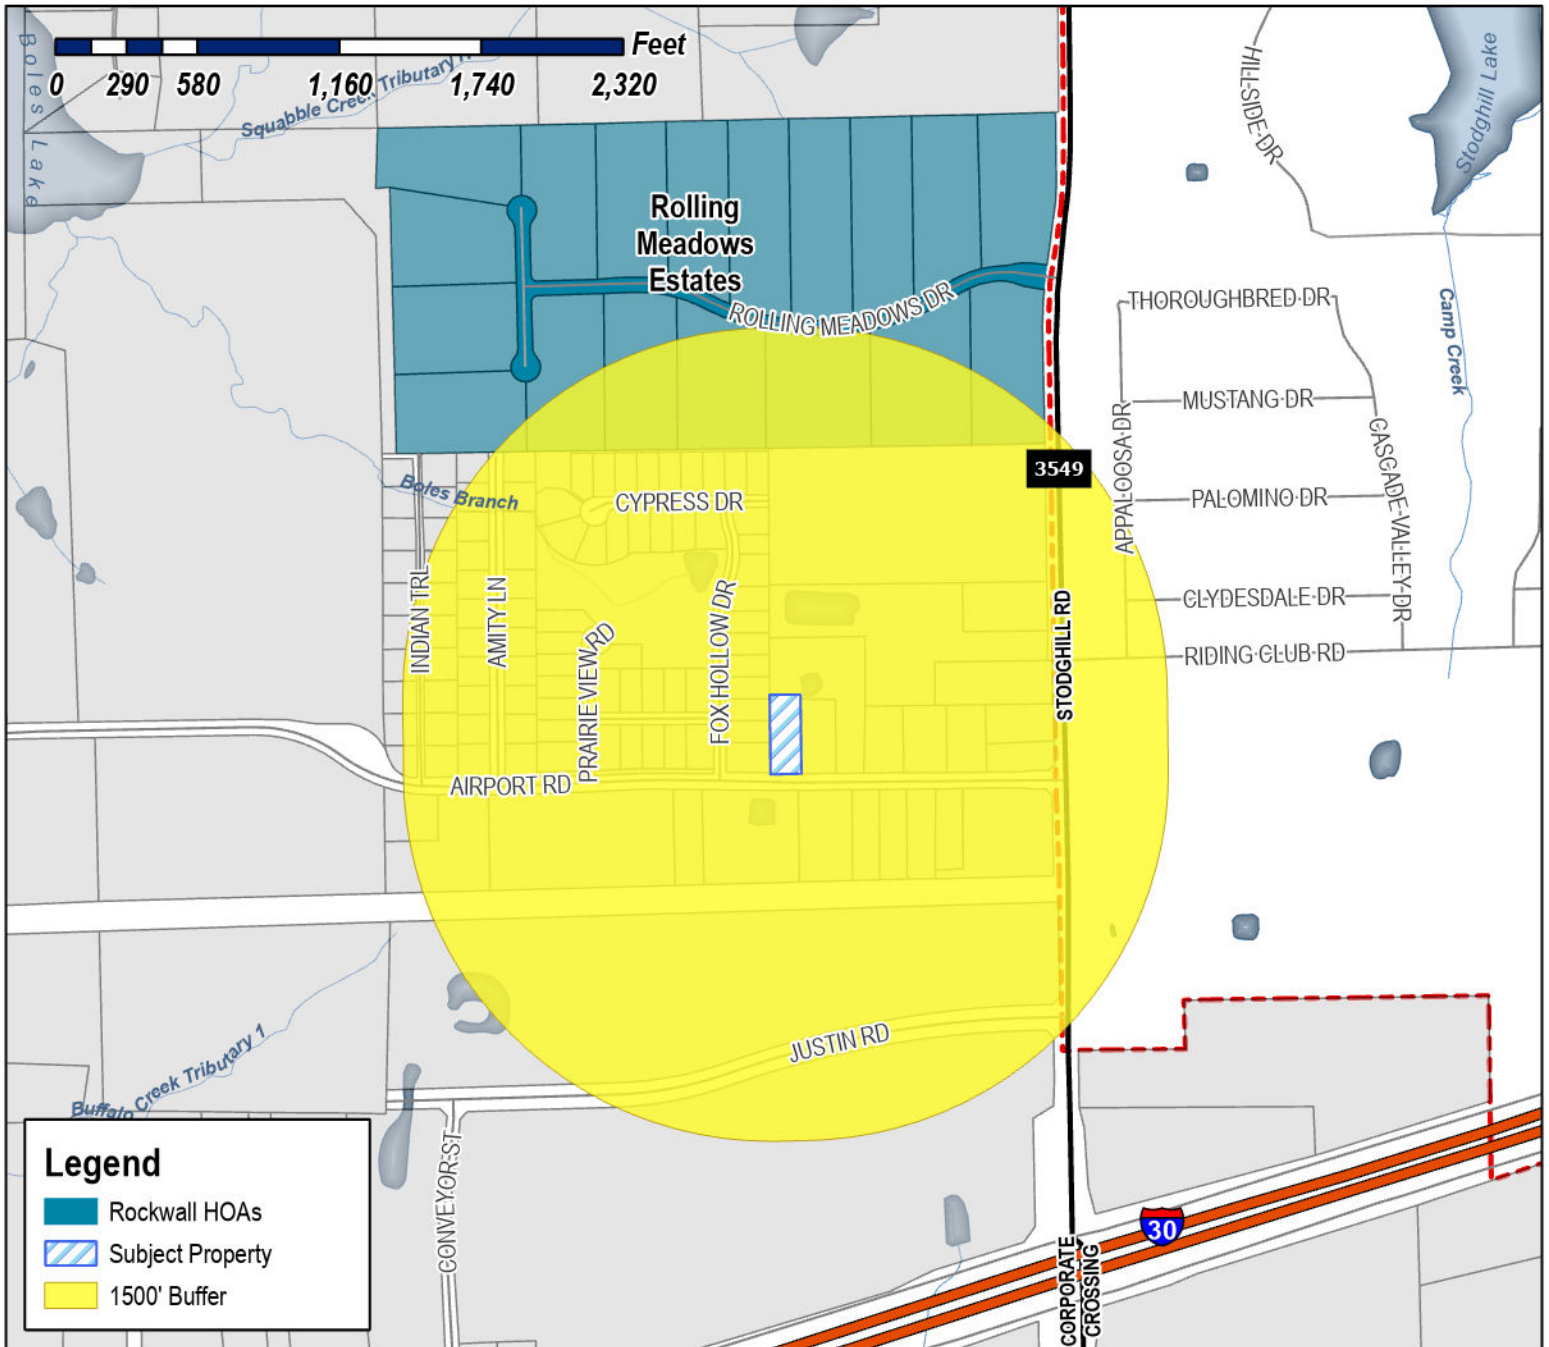 Feet
0 290 580 1,160 1,740 2,320
Boles Lake
Squabble Creek Tributary
HILLSIDE DR
Stodghill Lake
Rolling
Meadows
Estates
ROLLING MEADOWS DR
THOROUGHBRED DR
Camp Creek
MUSTANG DR
APPALOOSA DR
CASCADE VALLEY DR
3549
Boles Branch
CYPRESS DR
PALOMINO DR
INDIAN TRL
AMITY LN
PRAIRIE VIEW RD
FOX HOLLOW DR
STODGHILL RD
CLYDESDALE DR
RIDING CLUB RD
AIRPORT RD
JUSTIN RD
Buffalo Creek Tributary 1
CONVEYOR ST
30
CORPORATE
CROSSING
Legend
Rockwall HOAs
Subject Property
1500' Buffer